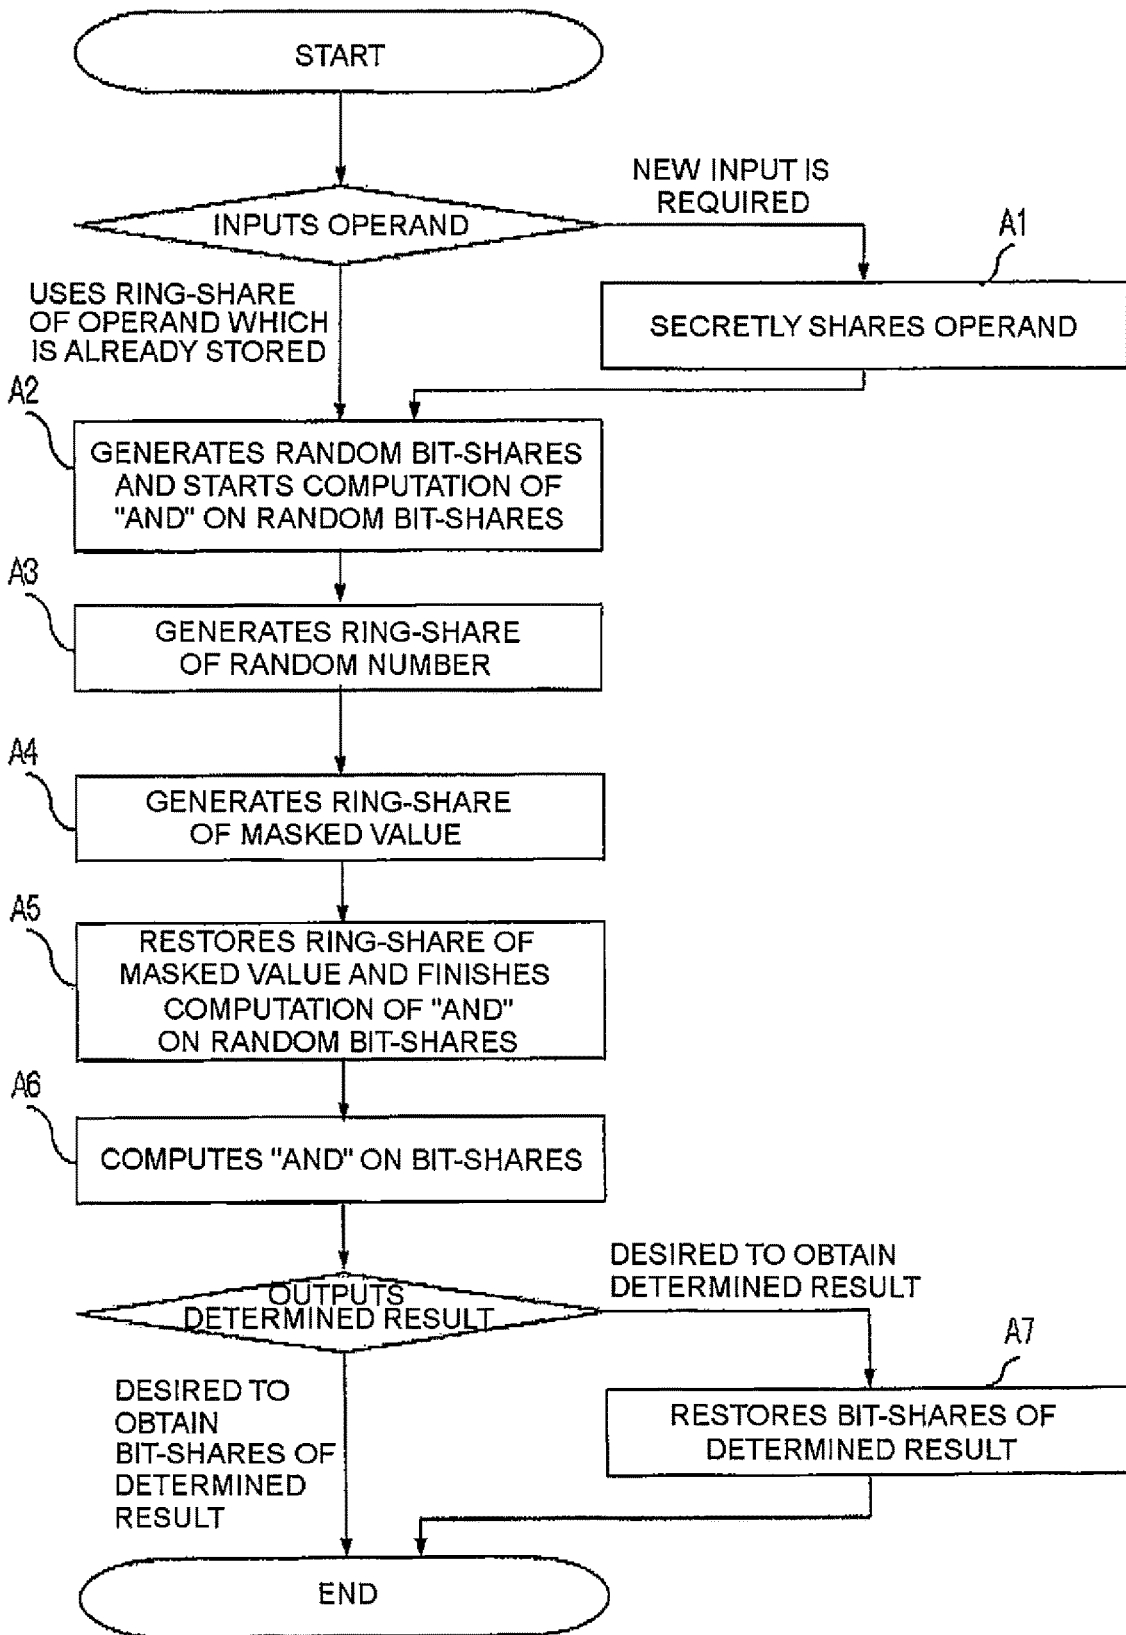 START
INPUTS OPERAND
NEW INPUT IS
REQUIRED
A1
SECRETLY SHARES OPERAND
USES RING-SHARE
OF OPERAND WHICH
IS ALREADY STORED
A2
GENERATES RANDOM BIT-SHARES
AND STARTS COMPUTATION OF
"AND" ON RANDOM BIT-SHARES
A3
GENERATES RING-SHARE
OF RANDOM NUMBER
A4
GENERATES RING-SHARE
OF MASKED VALUE
A5
RESTORES RING-SHARE OF
MASKED VALUE AND FINISHES
COMPUTATION OF "AND"
ON RANDOM BIT-SHARES
A6
COMPUTES "AND" ON BIT-SHARES
OUTPUTS
DETERMINED RESULT
DESIRED TO OBTAIN
DETERMINED RESULT
A7
RESTORES BIT-SHARES OF
DETERMINED RESULT
DESIRED TO
OBTAIN
BIT-SHARES OF
DETERMINED
RESULT
END